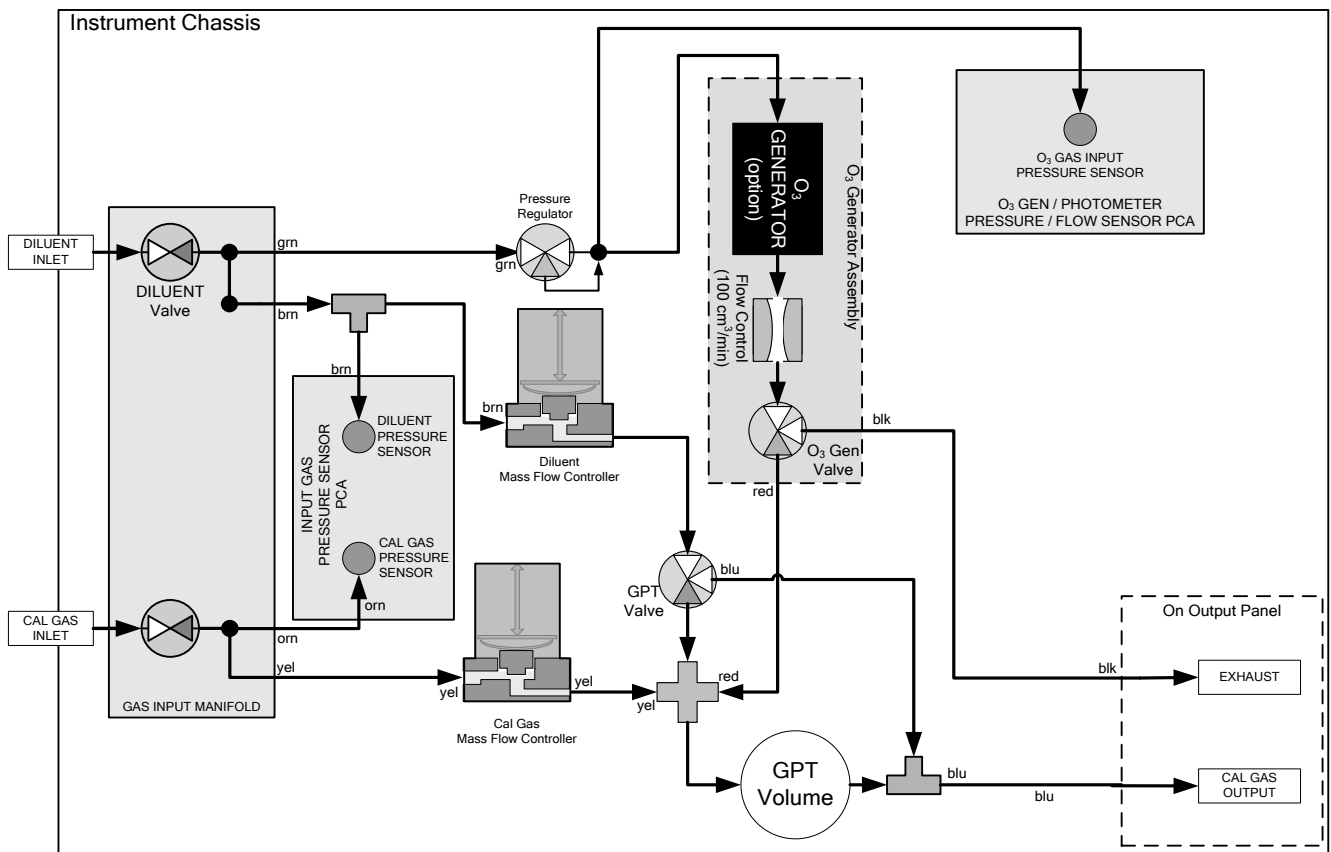 Instrument Chassis
DILUENT
INLET
DILUENT
Valve
grn
grn
Pressure
Regulator
brn
brn
brn
DILUENT
PRESSURE
SENSOR
INPUT GAS
PRESSURE SENSOR
PCA
CAL GAS
PRESSURE
SENSOR
orn
orn
yel
CAL GAS
INLET
GAS INPUT MANIFOLD
Diluent
Mass Flow Controller
yel
yel
yel
Cal Gas
Mass Flow Controller
O₃
GENERATOR
(option)
O₃ Generator Assembly
Flow Control
(100 cm³/min)
O₃ Gen
Valve
red
red
blk
blk
GPT
Valve
blu
GPT
Volume
blu
blu
O₃ GAS INPUT
PRESSURE SENSOR
O₃ GEN / PHOTOMETER
PRESSURE / FLOW SENSOR PCA
On Output Panel
EXHAUST
CAL GAS
OUTPUT